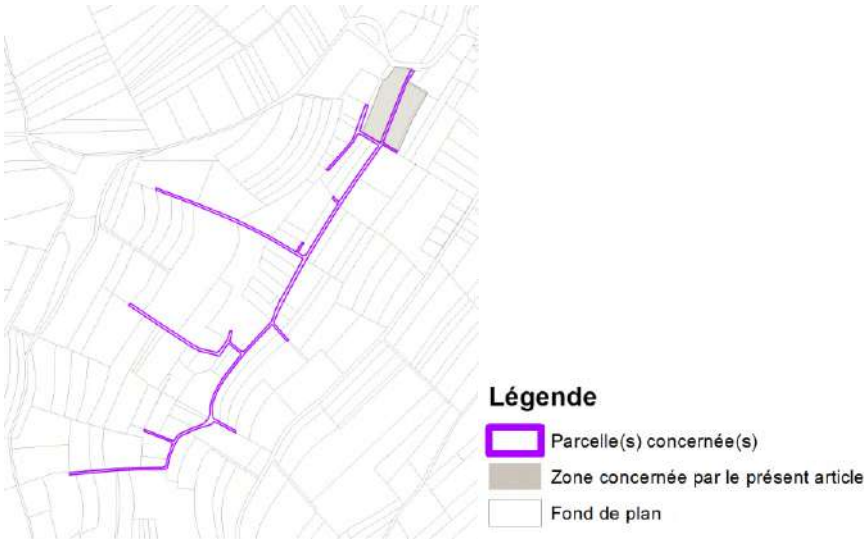 Légende
Parcelle(s) concernée(s)
Zone concernée par le présent article
Fond de plan